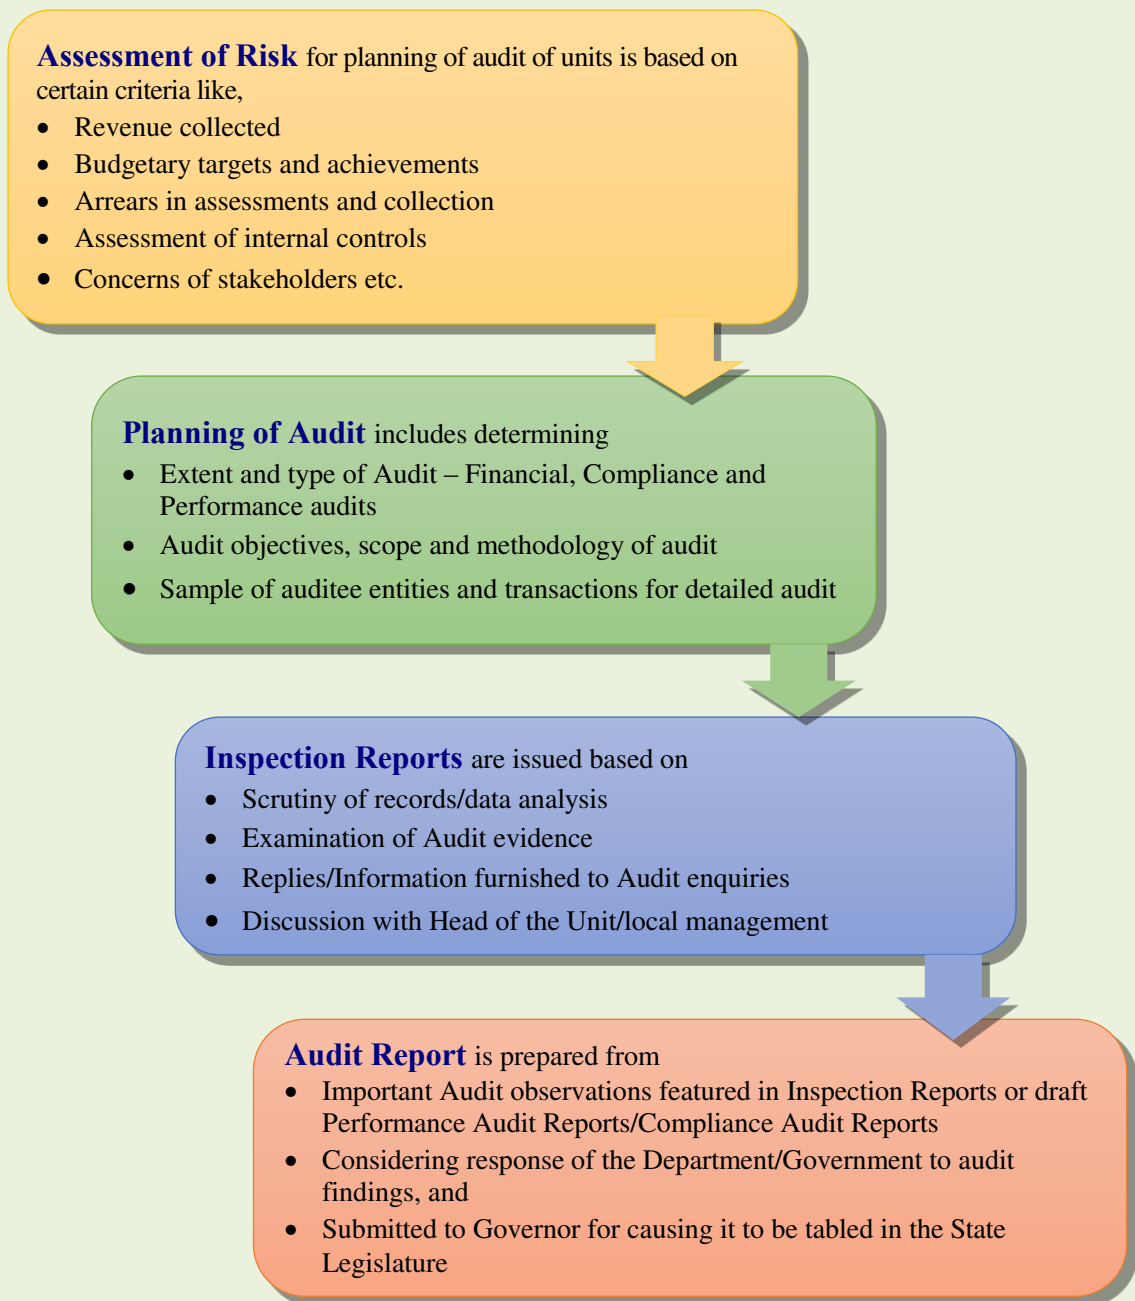 Assessment of Risk for planning of audit of units is based on
certain criteria like,
• Revenue collected
• Budgetary targets and achievements
• Arrears in assessments and collection
• Assessment of internal controls
• Concerns of stakeholders etc.
Planning of Audit includes determining
• Extent and type of Audit – Financial, Compliance and
Performance audits
• Audit objectives, scope and methodology of audit
• Sample of auditee entities and transactions for detailed audit
Inspection Reports are issued based on
• Scrutiny of records/data analysis
• Examination of Audit evidence
• Replies/Information furnished to Audit enquiries
• Discussion with Head of the Unit/local management
Audit Report is prepared from
• Important Audit observations featured in Inspection Reports or draft
Performance Audit Reports/Compliance Audit Reports
• Considering response of the Department/Government to audit
findings, and
• Submitted to Governor for causing it to be tabled in the State
Legislature